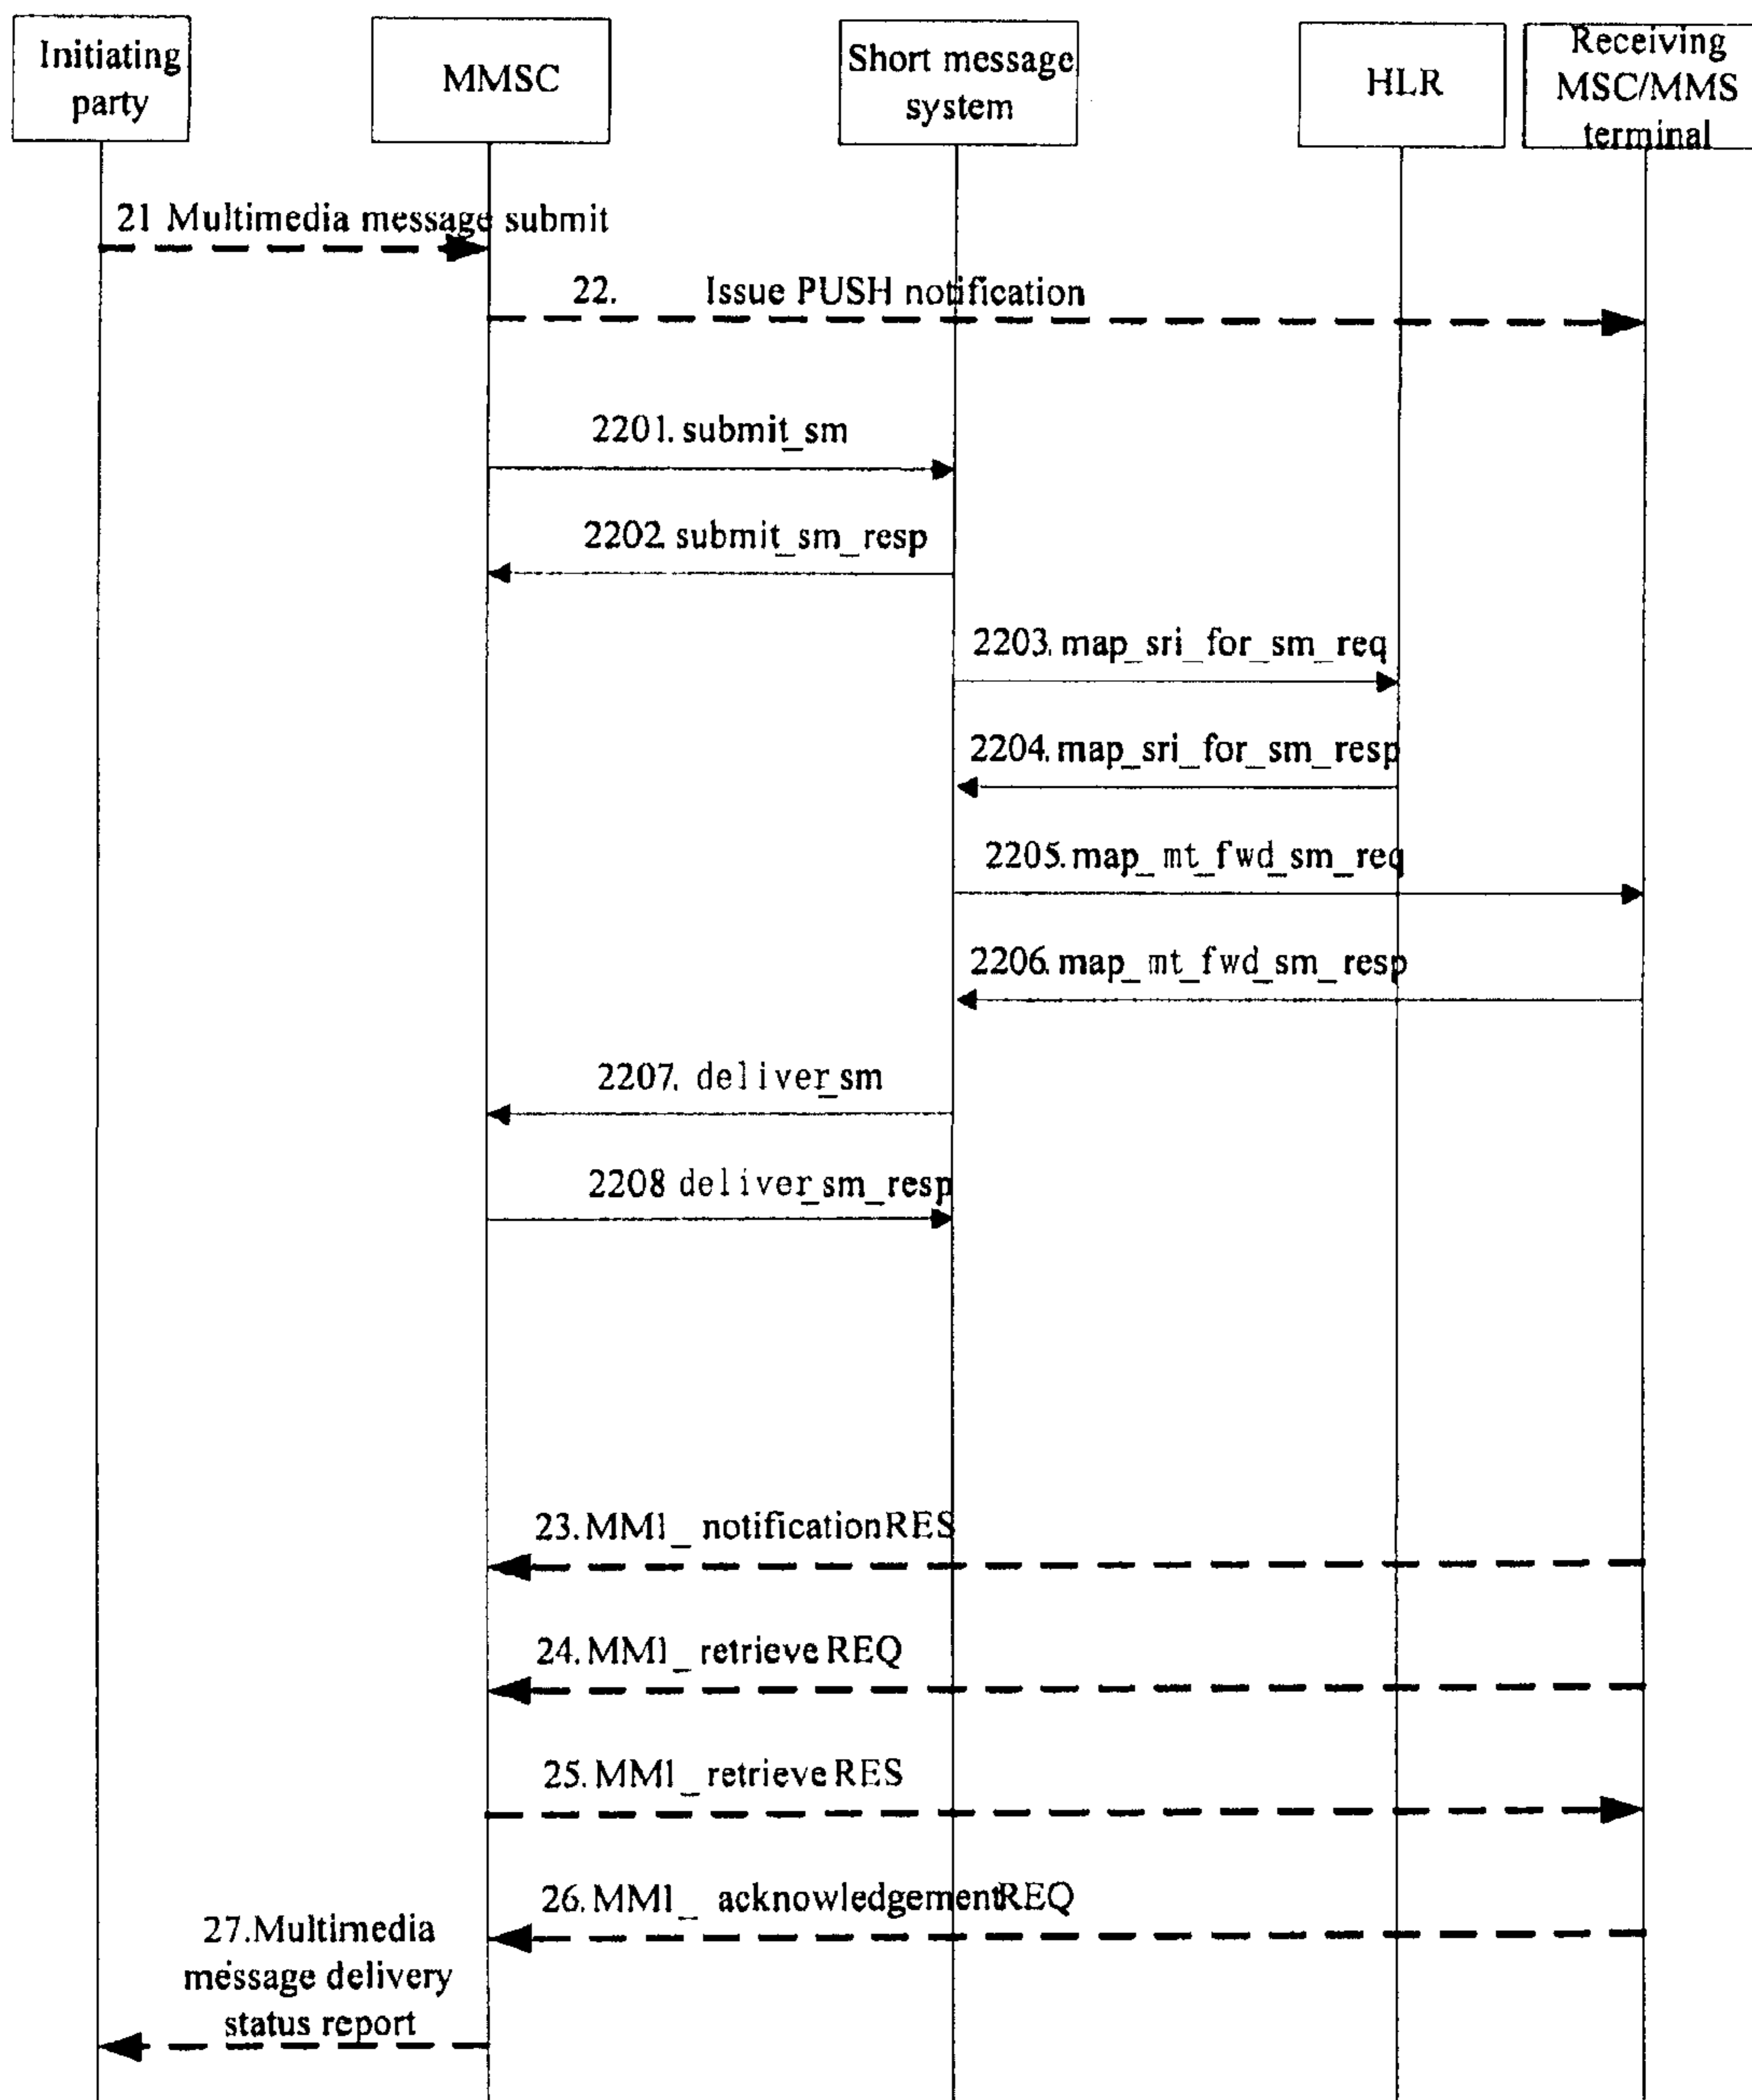 Initiating
party
MMSC
Short message
system
HLR
Receiving
MSC/MMS
terminal
21 Multimedia message submit
22. Issue PUSH notification
2201. submit_sm
2202 submit_sm_resp
2203. map_sri_for_sm_req
2204. map_sri_for_sm_resp
2205. map_mt_fwd_sm_req
2206. map_mt_fwd_sm_resp
2207. deliver_sm
2208 deliver_sm_resp
23. MM1_ notificationRES
24. MM1_ retrieve REQ
25. MM1_ retrieve RES
26. MM1_ acknowledgementREQ
27.Multimedia
message delivery
status report